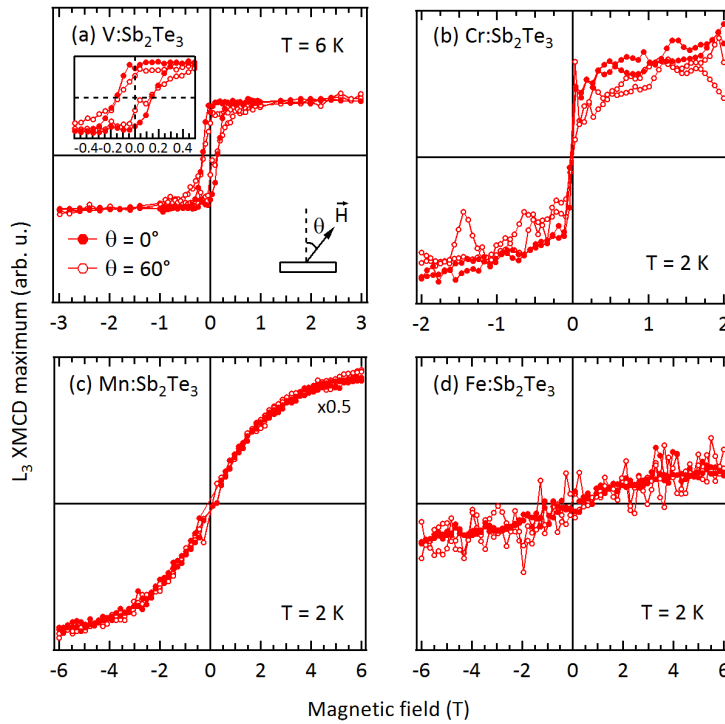 (a) V:Sb₂Te₃
T = 6 K
-0.4 -0.2 0.0 0.2 0.4
θ = 0°
θ = 60°
θ
H
-3 -2 -1 0 1 2 3
(b) Cr:Sb₂Te₃
T = 2 K
-2 -1 0 1 2
(c) Mn:Sb₂Te₃
x0.5
T = 2 K
-6 -4 -2 0 2 4 6
(d) Fe:Sb₂Te₃
T = 2 K
-6 -4 -2 0 2 4 6
L₃ XMCD maximum (arb. u.)
Magnetic field (T)